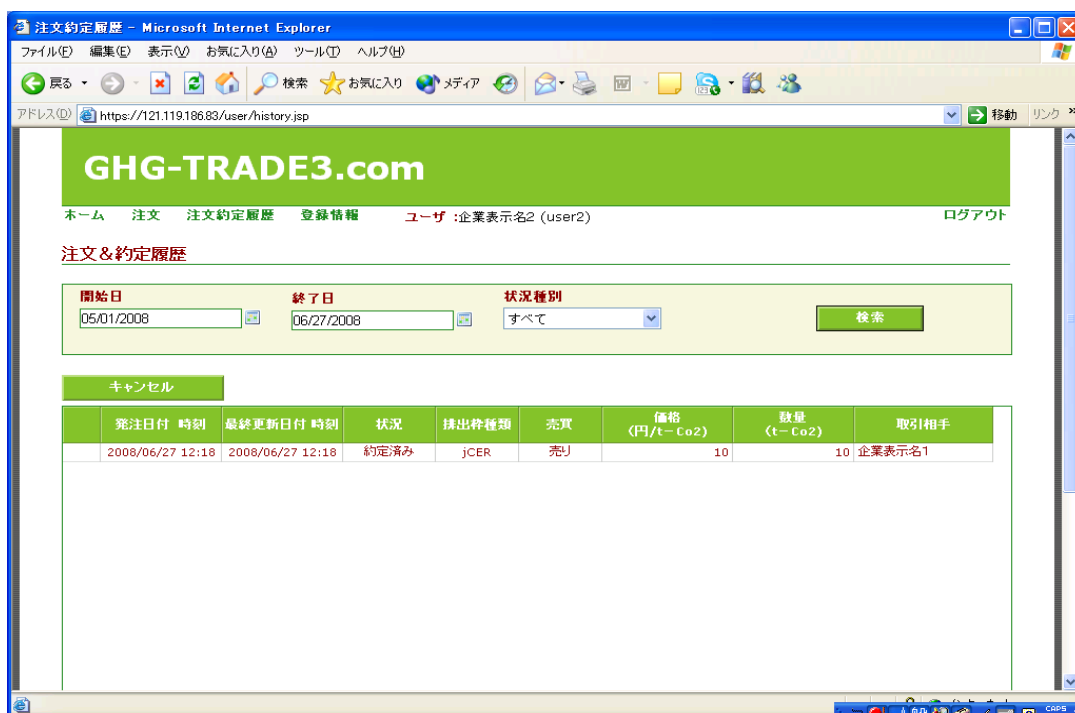 注文約定履歴 - Microsoft Internet Explorer
ファイル(F) 編集(E) 表示(V) お気に入り(A) ツール(T) ヘルプ(H)
戻る 検索 お気に入り メディア
アドレス(D) https://121.119.186.83/user/history.jsp 移動 リンク »
GHG-TRADE3.com
ホーム 注文 注文約定履歴 登録情報 ユーザ :企業表示名2 (user2) ログアウト
注文&約定履歴
開始日 終了日 状況種別
05/01/2008 06/27/2008 すべて 検索
キャンセル
発注日付 時刻 最終更新日付 時刻 状況 排出枠種類 売買 価格 (円/t-Co2) 数量 (t-Co2) 取引相手
2008/06/27 12:18 2008/06/27 12:18 約定済み jCER 売り 10 10 企業表示名1
CAPS